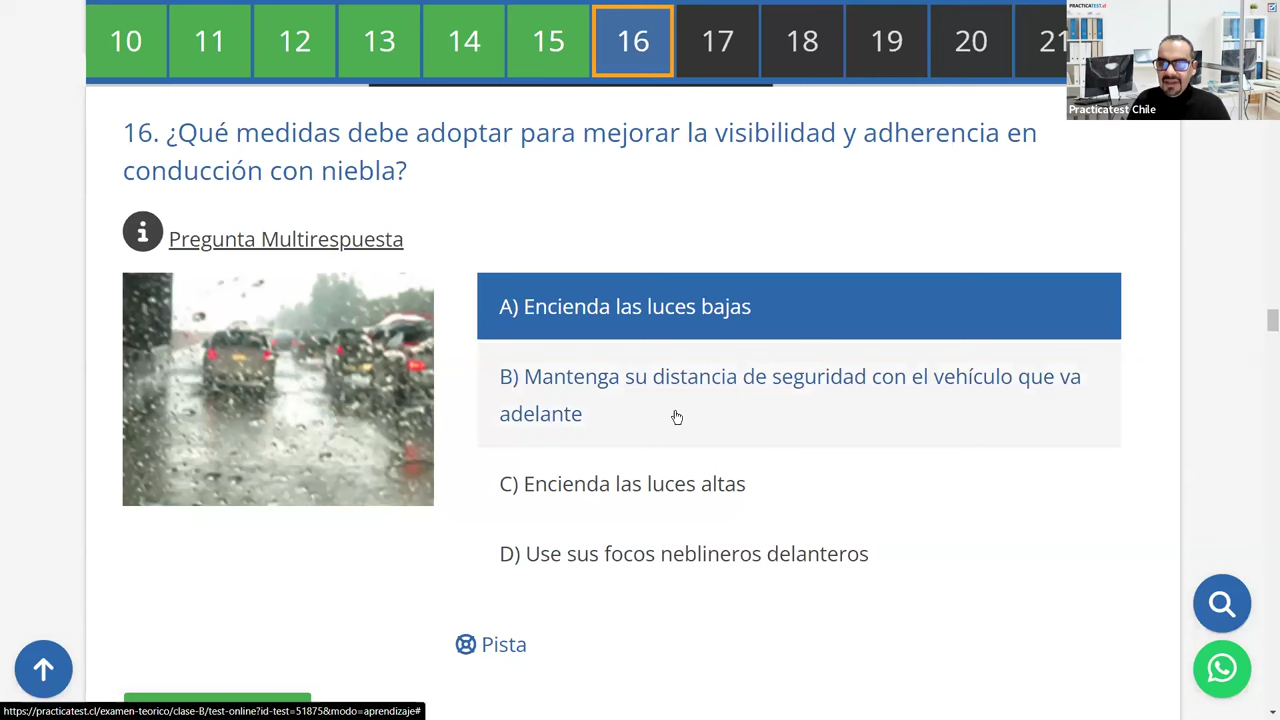 10 11 12 13 14 15 16 17 18 19 20 21
PRACTICATEST.cl
Practicatest Chile
16. ¿Qué medidas debe adoptar para mejorar la visibilidad y adherencia en
conducción con niebla?
Pregunta Multirespuesta
A) Encienda las luces bajas
B) Mantenga su distancia de seguridad con el vehículo que va
adelante
C) Encienda las luces altas
D) Use sus focos neblineros delanteros
Pista
https://practicatest.cl/examen-teorico/clase-B/test-online?id-test=51875&modo=aprendizaje#